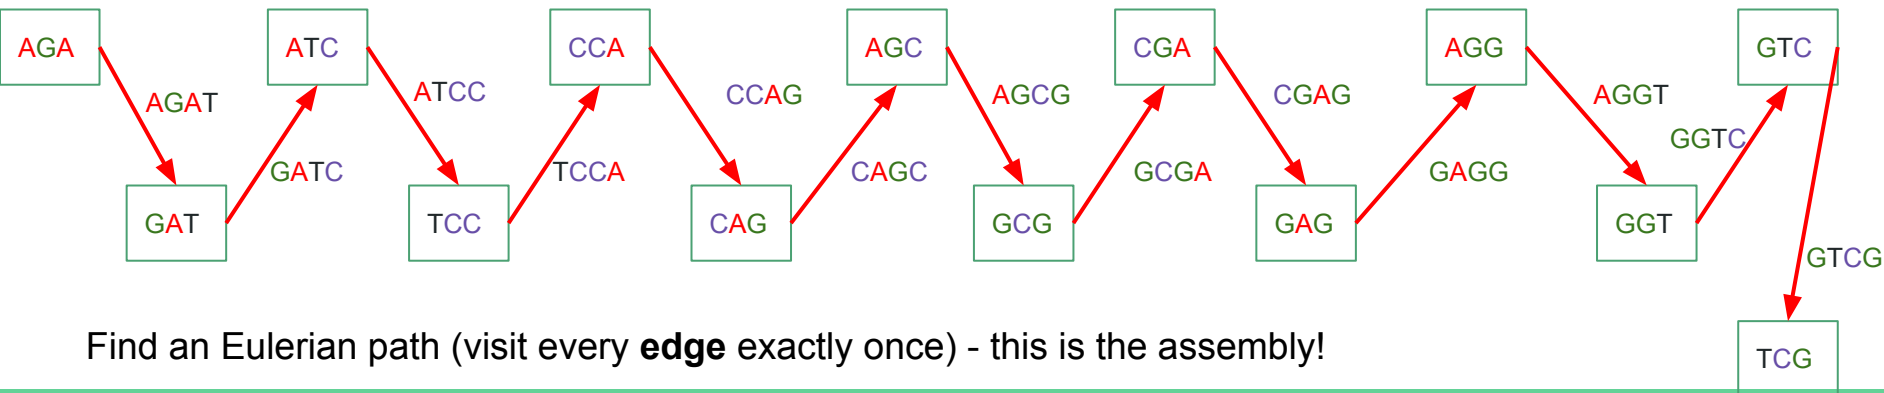 AGA
ATC
CCA
AGC
CGA
AGG
GTC
AGAT
ATCC
CCAG
AGCG
CGAG
AGGT
GGTC
GATC
TCCA
CAGC
GCGA
GAGG
GAT
TCC
CAG
GCG
GAG
GGT
GTCG
Find an Eulerian path (visit every edge exactly once) - this is the assembly!
TCG